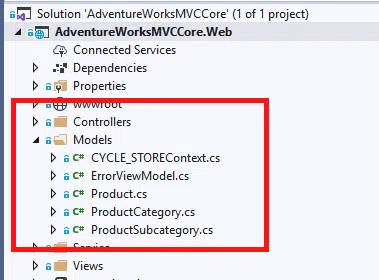 Solution 'AdventureWorksMVCCore' (1 of 1 project)
AdventureWorksMVCCore.Web
Connected Services
Dependencies
Properties
wwwroot
Controllers
Models
C# CYCLE_STOREContext.cs
C# ErrorViewModel.cs
C# Product.cs
C# ProductCategory.cs
C# ProductSubcategory.cs
Views